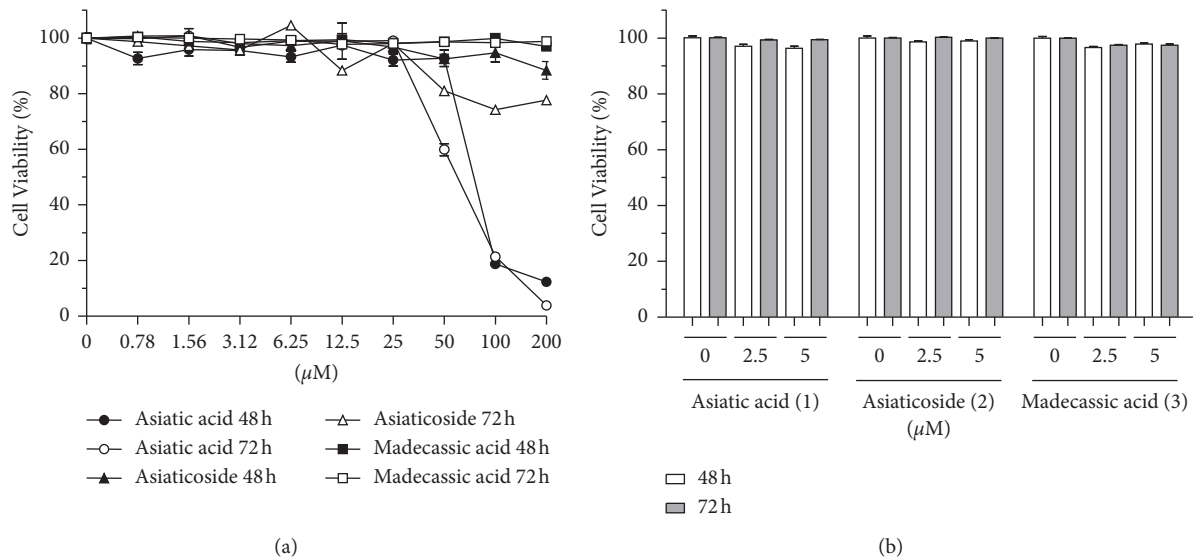 Cell Viability (%)
100
80
60
40
20
0
0 0.78 1.56 3.12 6.25 12.5 25 50 100 200
(µM)
Asiatic acid 48 h
Asiatic acid 72 h
Asiaticoside 48 h
Asiaticoside 72 h
Madecassic acid 48 h
Madecassic acid 72 h
(a)
Cell Viability (%)
100
80
60
40
20
0
0 2.5 5 0 2.5 5 0 2.5 5
Asiatic acid (1) Asiaticoside (2) Madecassic acid (3)
(µM)
48 h
72 h
(b)